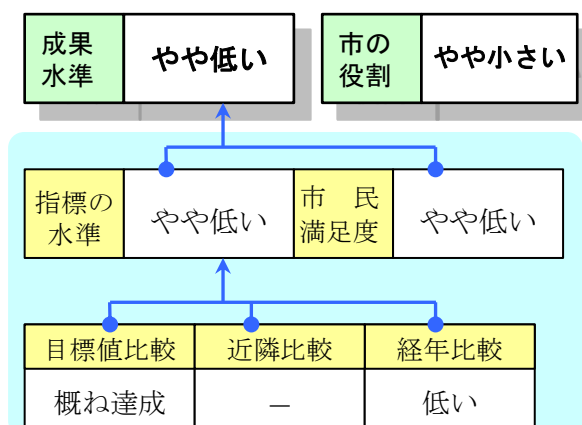 成果
水準
やや低い
市の
役割
やや小さい
指標の
水準
やや低い
市　民
満足度
やや低い
目標値比較
近隣比較
経年比較
概ね達成
－
低い